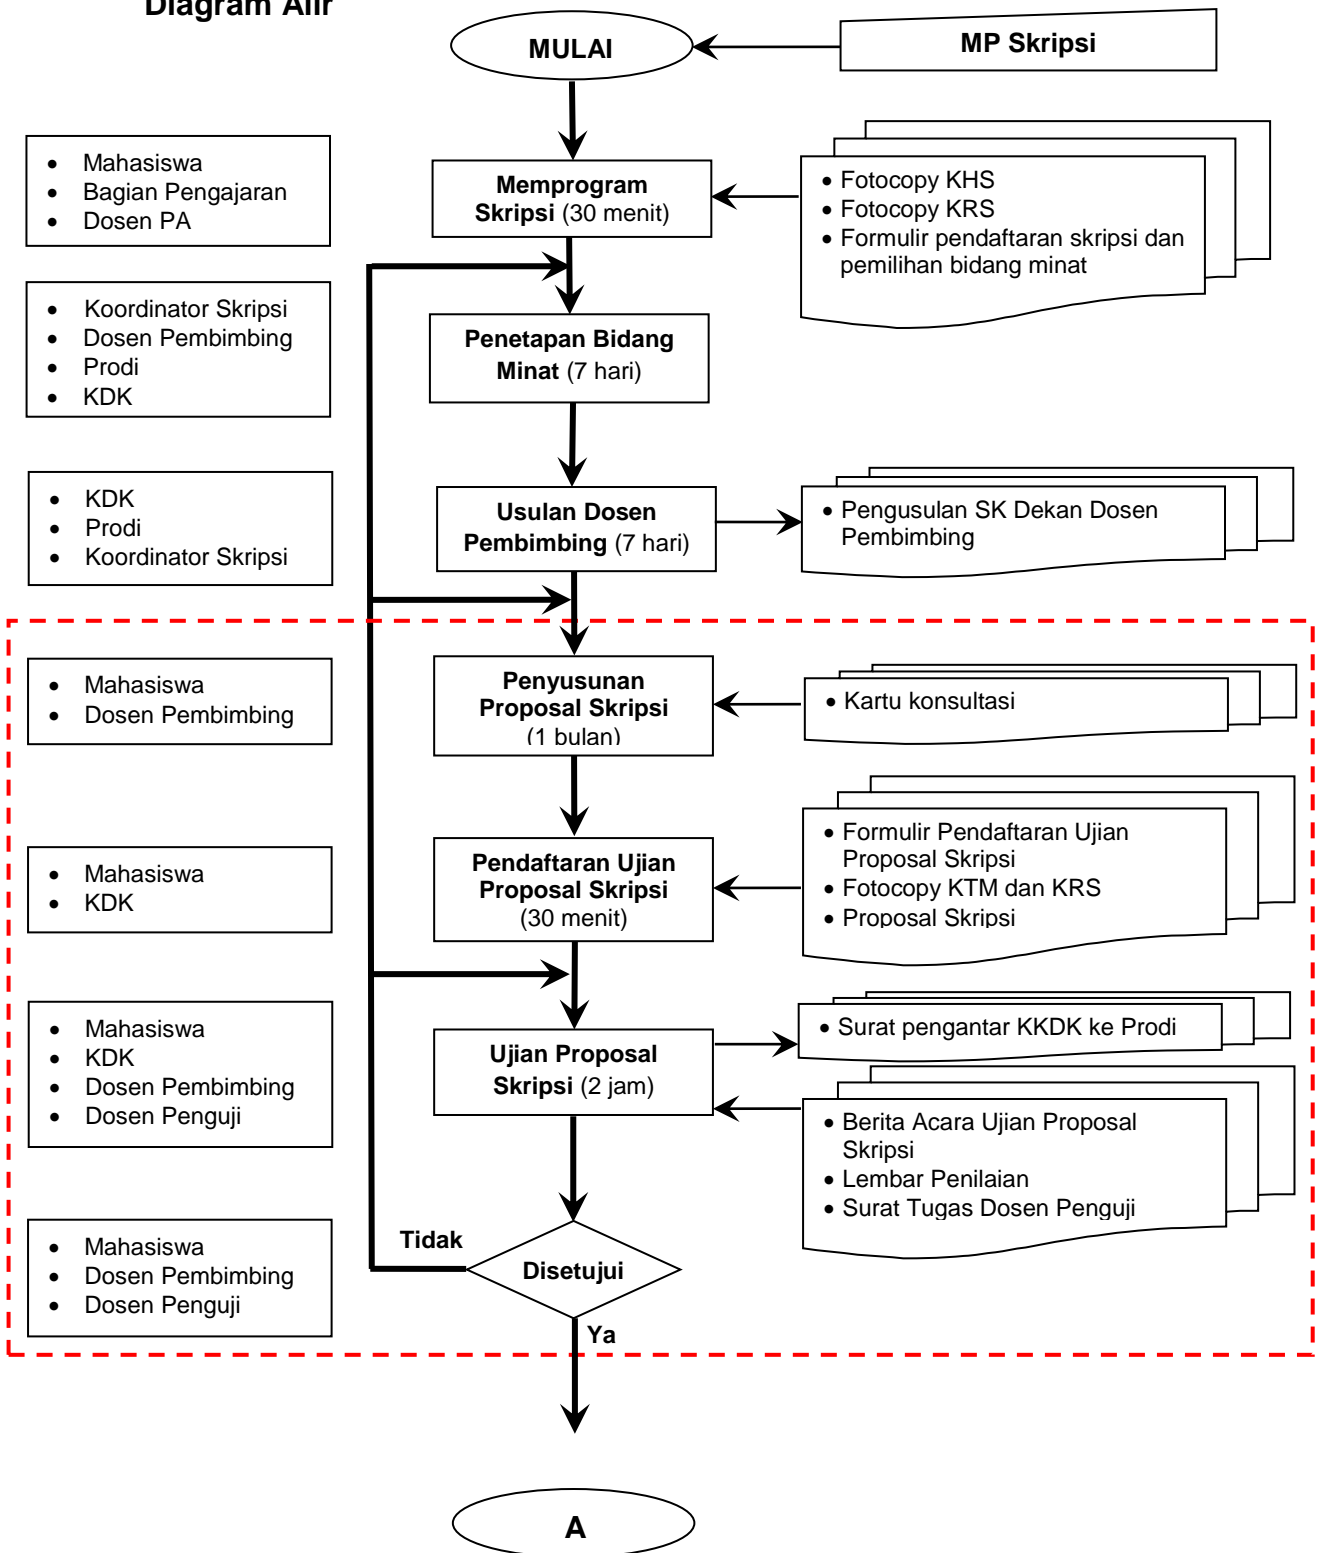 Diagram Alir
MULAI
MP Skripsi
• Mahasiswa
• Bagian Pengajaran
• Dosen PA
Memprogram
Skripsi (30 menit)
• Fotocopy KHS
• Fotocopy KRS
• Formulir pendaftaran skripsi dan
pemilihan bidang minat
• Koordinator Skripsi
• Dosen Pembimbing
• Prodi
• KDK
Penetapan Bidang
Minat (7 hari)
• KDK
• Prodi
• Koordinator Skripsi
Usulan Dosen
Pembimbing (7 hari)
• Pengusulan SK Dekan Dosen
Pembimbing
• Mahasiswa
• Dosen Pembimbing
Penyusunan
Proposal Skripsi
(1 bulan)
• Kartu konsultasi
• Mahasiswa
• KDK
Pendaftaran Ujian
Proposal Skripsi
(30 menit)
• Formulir Pendaftaran Ujian
Proposal Skripsi
• Fotocopy KTM dan KRS
• Proposal Skripsi
• Mahasiswa
• KDK
• Dosen Pembimbing
• Dosen Penguji
Ujian Proposal
Skripsi (2 jam)
• Surat pengantar KKDK ke Prodi
• Berita Acara Ujian Proposal
Skripsi
• Lembar Penilaian
• Surat Tugas Dosen Penguji
• Mahasiswa
• Dosen Pembimbing
• Dosen Penguji
Tidak
Disetujui
Ya
A